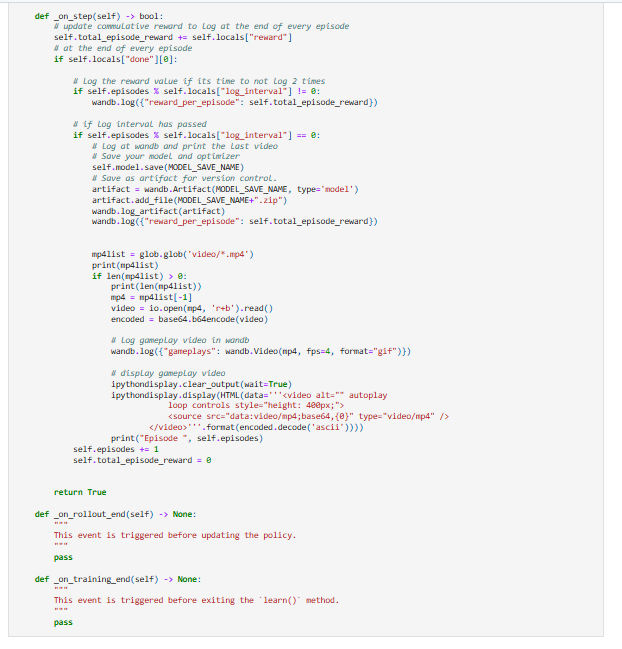 def _on_step(self) -> bool:
# update commulative reward to log at the end of every episode
self.total_episode_reward += self.locals["reward"]
# at the end of every episode
if self.locals["done"][0]:
# Log the reward value if its time to not log 2 times
if self.episodes % self.locals["log_interval"] != 0:
wandb.log({"reward_per_episode": self.total_episode_reward})
# if log interval has passed
if self.episodes % self.locals["log_interval"] == 0:
# Log at wandb and print the last video
# Save your model and optimizer
self.model.save(MODEL_SAVE_NAME)
# Save as artifact for version control.
artifact = wandb.Artifact(MODEL_SAVE_NAME, type='model')
artifact.add_file(MODEL_SAVE_NAME+".zip")
wandb.log_artifact(artifact)
wandb.log({"reward_per_episode": self.total_episode_reward})
mp4list = glob.glob('video/*.mp4')
print(mp4list)
if len(mp4list) > 0:
print(len(mp4list))
mp4 = mp4list[-1]
video = io.open(mp4, 'r+b').read()
encoded = base64.b64encode(video)
# log gameplay video in wandb
wandb.log({"gameplays": wandb.Video(mp4, fps=4, format="gif")})
# display gameplay video
ipythondisplay.clear_output(wait=True)
ipythondisplay.display(HTML(data='''<video alt="" autoplay
loop controls style="height: 400px;">
<source src="data:video/mp4;base64,{0}" type="video/mp4" />
</video>'''.format(encoded.decode('ascii'))))
print("Episode ", self.episodes)
self.episodes += 1
self.total_episode_reward = 0
return True
def _on_rollout_end(self) -> None:
"""
This event is triggered before updating the policy.
"""
pass
def _on_training_end(self) -> None:
"""
This event is triggered before exiting the `learn()` method.
"""
pass